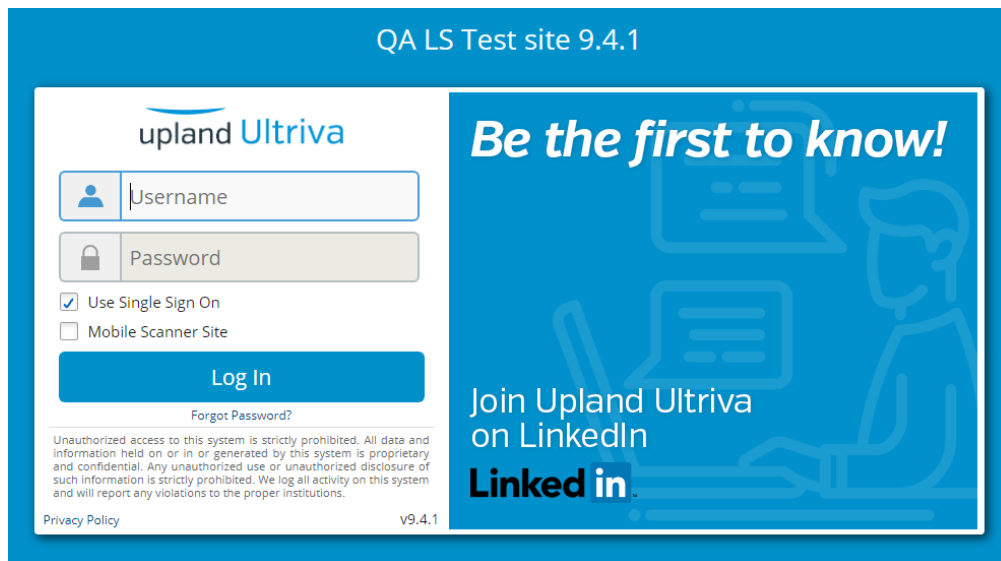 QA LS Test site 9.4.1
upland Ultriva
Username
Password
Use Single Sign On
Mobile Scanner Site
Log In
Forgot Password?
Unauthorized access to this system is strictly prohibited. All data and
information held on or in or generated by this system is proprietary
and confidential. Any unauthorized use or unauthorized disclosure of
such information is strictly prohibited. We log all activity on this system
and will report any violations to the proper institutions.
Privacy Policy
v9.4.1
Be the first to know!
Join Upland Ultriva
on LinkedIn
Linked in